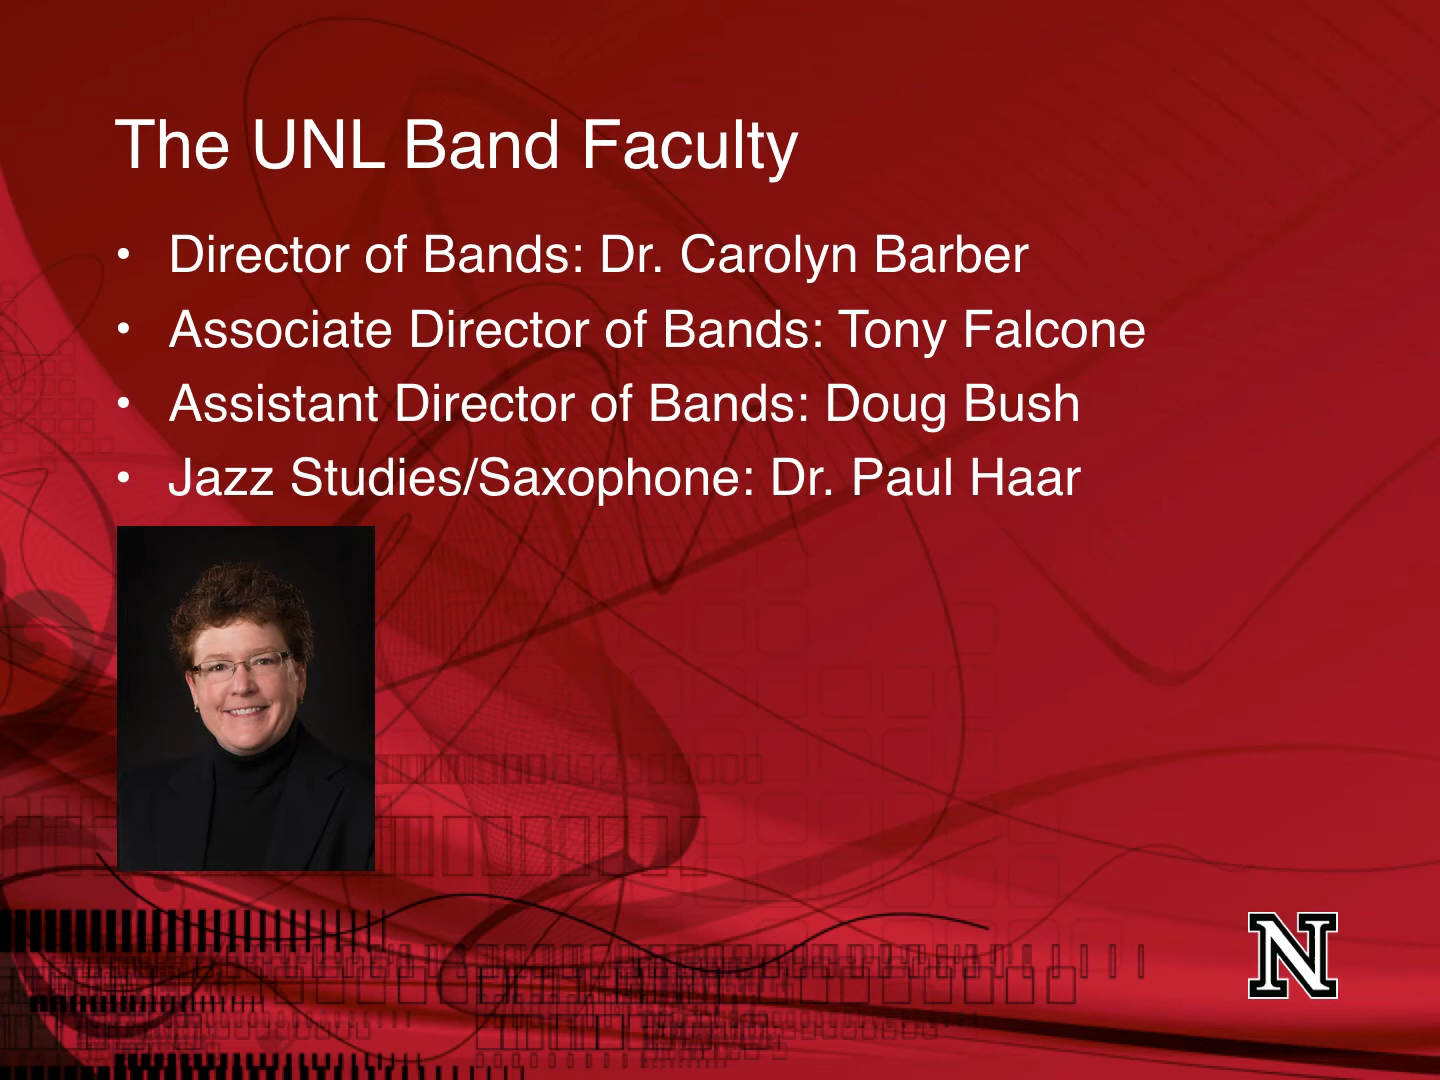 The UNL Band Faculty
• Director of Bands: Dr. Carolyn Barber
• Associate Director of Bands: Tony Falcone
• Assistant Director of Bands: Doug Bush
• Jazz Studies/Saxophone: Dr. Paul Haar
N